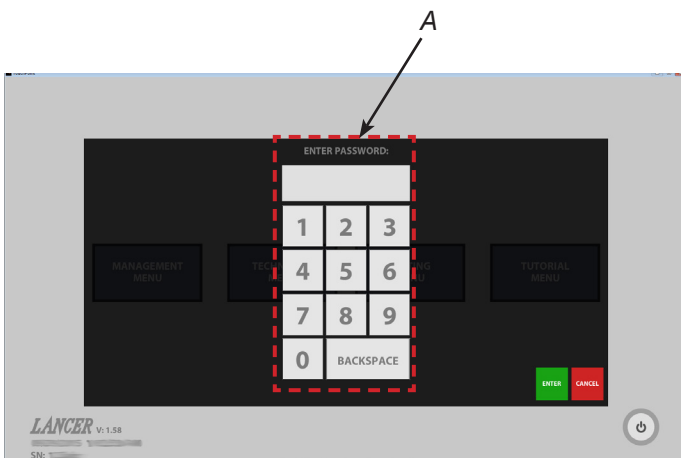 A
ENTER PASSWORD:
1 2 3
MANAGEMENT MENU
TUTORIAL MENU
4 5 6
7 8 9
0 BACKSPACE
ENTER CANCEL
LANCER V: 1.58
SN: